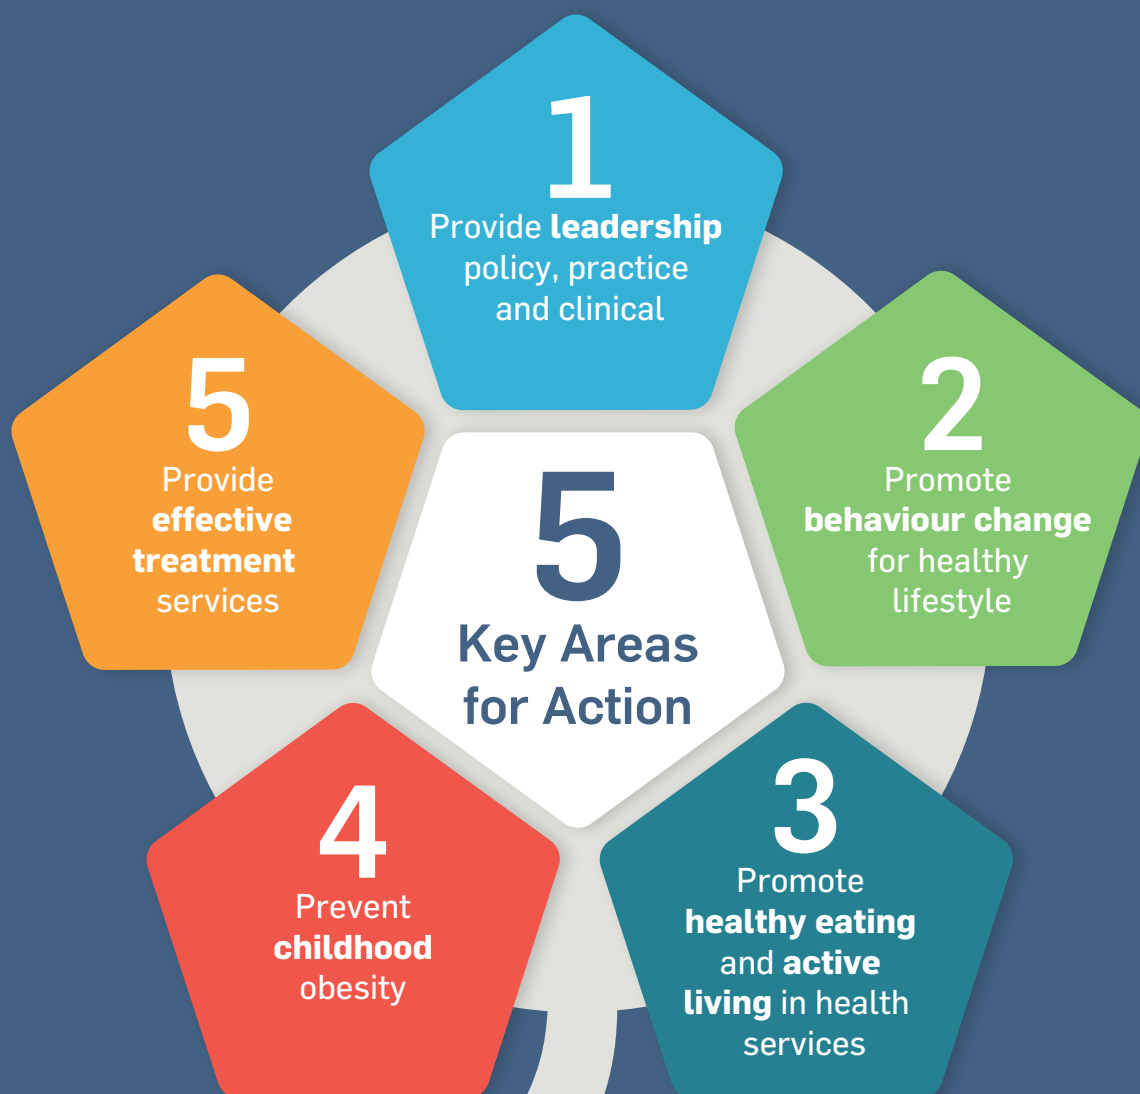 1
Provide leadership
policy, practice
and clinical
5
Provide
effective
treatment
services
2
Promote
behaviour change
for healthy
lifestyle
5
Key Areas
for Action
4
Prevent
childhood
obesity
3
Promote
healthy eating
and active
living in health
services